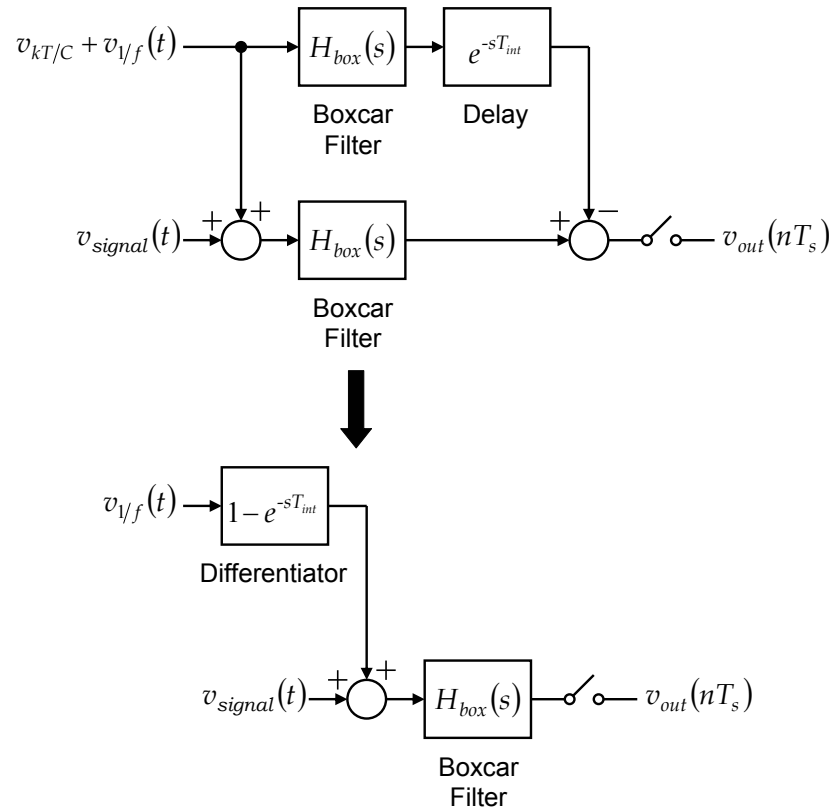 v_{kT/C} + v_{1/f}(t)
H_{box}(s)
e^{-sT_{int}}
Boxcar
Filter
Delay
+
+
+
−
v_{signal}(t)
H_{box}(s)
v_{out}(nT_s)
Boxcar
Filter
v_{1/f}(t)
1 − e^{-sT_{int}}
Differentiator
+
+
v_{signal}(t)
H_{box}(s)
v_{out}(nT_s)
Boxcar
Filter